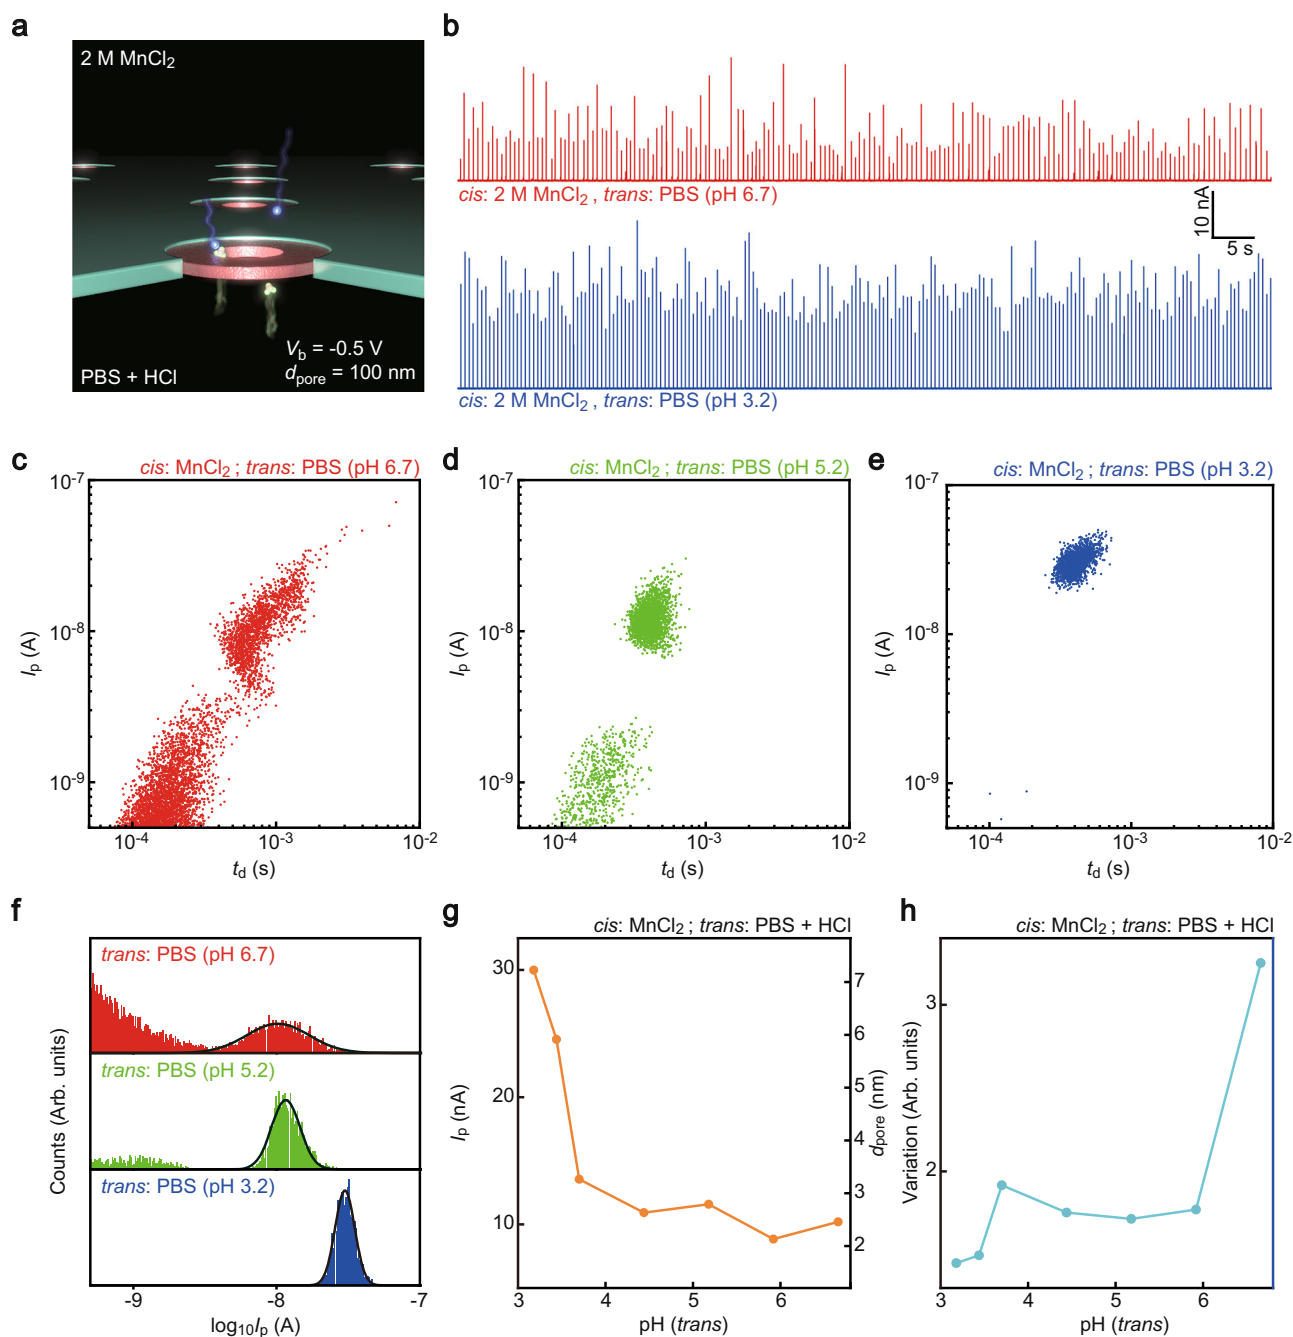 a
2 M MnCl2
PBS + HCl
Vb = -0.5 V
dpore = 100 nm
b
cis: 2 M MnCl2 , trans: PBS (pH 6.7)
10 nA
5 s
cis: 2 M MnCl2 , trans: PBS (pH 3.2)
c
cis: MnCl2 ; trans: PBS (pH 6.7)
10-7
10-8
10-9
Ip (A)
10-4
10-3
10-2
td (s)
d
cis: MnCl2 ; trans: PBS (pH 5.2)
10-7
10-8
10-9
Ip (A)
10-4
10-3
10-2
td (s)
e
cis: MnCl2 ; trans: PBS (pH 3.2)
10-7
10-8
10-9
Ip (A)
10-4
10-3
10-2
td (s)
f
trans: PBS (pH 6.7)
trans: PBS (pH 5.2)
trans: PBS (pH 3.2)
Counts (Arb. units)
-9
-8
-7
log10Ip (A)
g
cis: MnCl2 ; trans: PBS + HCl
30
20
10
Ip (nA)
7
6
5
4
3
2
dpore (nm)
3
4
5
6
pH (trans)
h
cis: MnCl2 ; trans: PBS + HCl
3
2
Variation (Arb. units)
3
4
5
6
pH (trans)